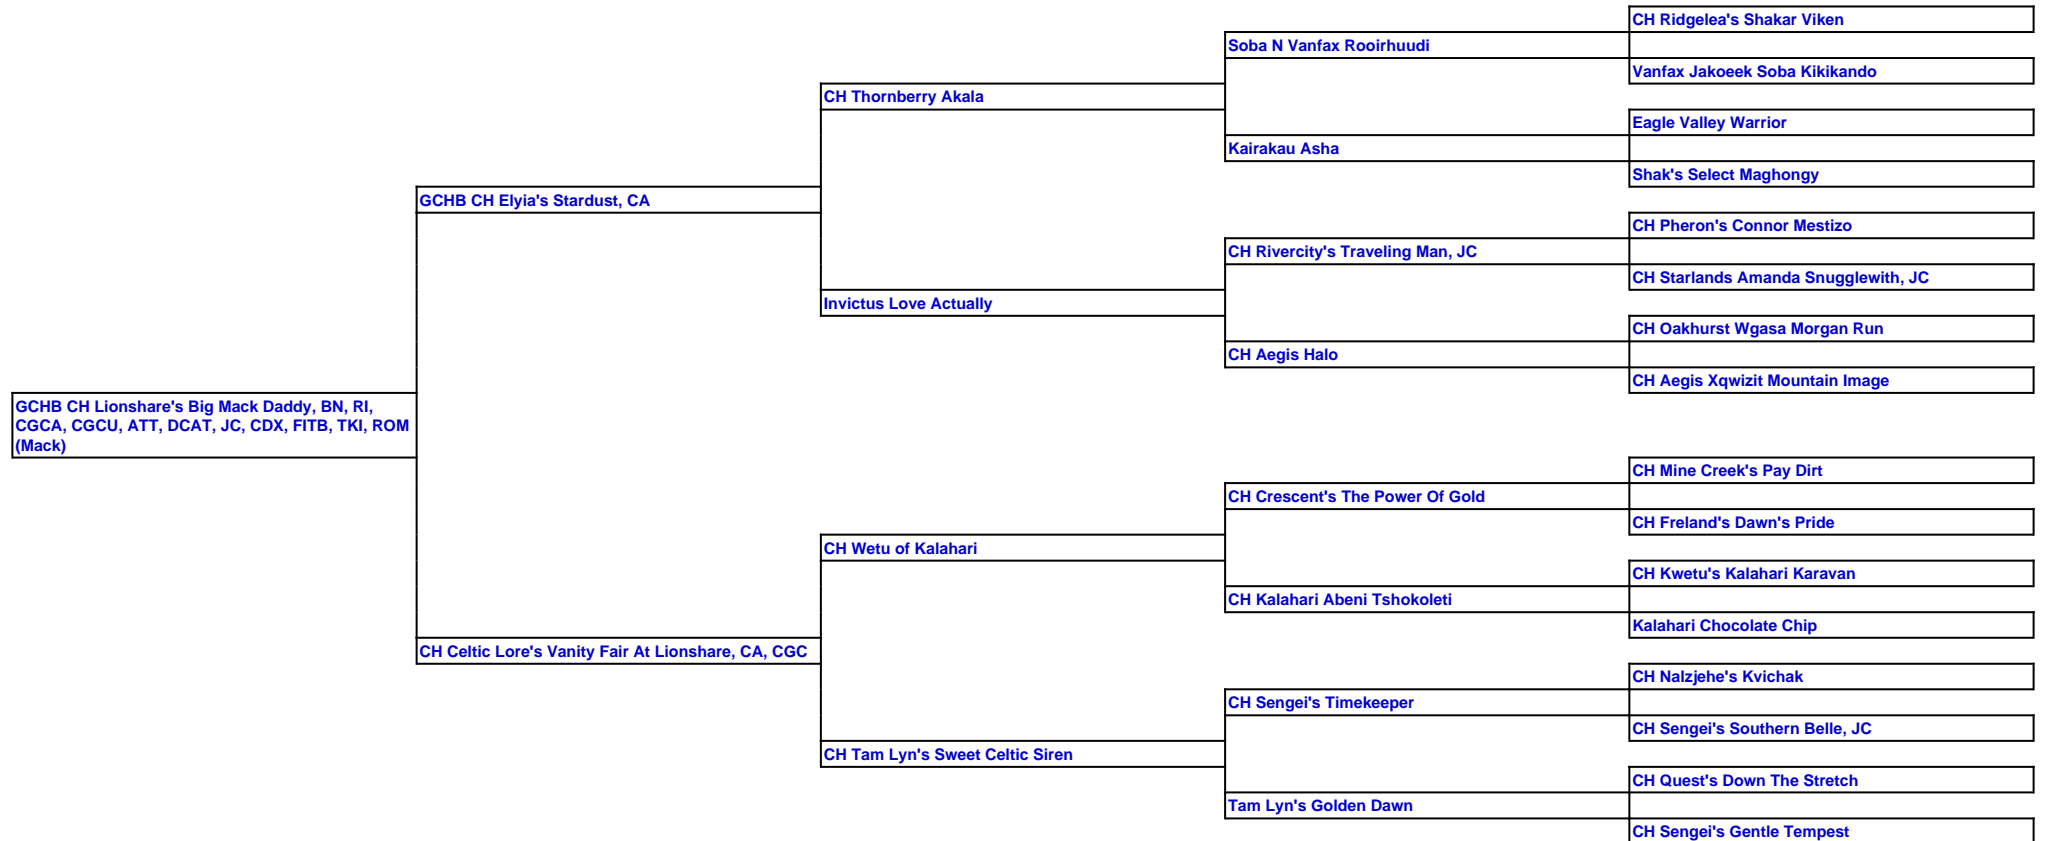 CH Ridgelea's Shakar Viken
Soba N Vanfax Rooirhuudi
Vanfax Jakoeek Soba Kikikando
CH Thornberry Akala
Eagle Valley Warrior
Kairakau Asha
Shak's Select Maghongy
GCHB CH Elyia's Stardust, CA
CH Pheron's Connor Mestizo
CH Rivercity's Traveling Man, JC
CH Starlands Amanda Snugglewith, JC
Invictus Love Actually
CH Oakhurst Wgasa Morgan Run
CH Aegis Halo
CH Aegis Xqwizit Mountain Image
GCHB CH Lionshare's Big Mack Daddy, BN, RI,
CGCA, CGCU, ATT, DCAT, JC, CDX, FITB, TKI, ROM
(Mack)
CH Mine Creek's Pay Dirt
CH Crescent's The Power Of Gold
CH Freland's Dawn's Pride
CH Wetu of Kalahari
CH Kwetu's Kalahari Karavan
CH Kalahari Abeni Tshokoleti
Kalahari Chocolate Chip
CH Celtic Lore's Vanity Fair At Lionshare, CA, CGC
CH Nalzjehe's Kvichak
CH Sengei's Timekeeper
CH Sengei's Southern Belle, JC
CH Tam Lyn's Sweet Celtic Siren
CH Quest's Down The Stretch
Tam Lyn's Golden Dawn
CH Sengei's Gentle Tempest